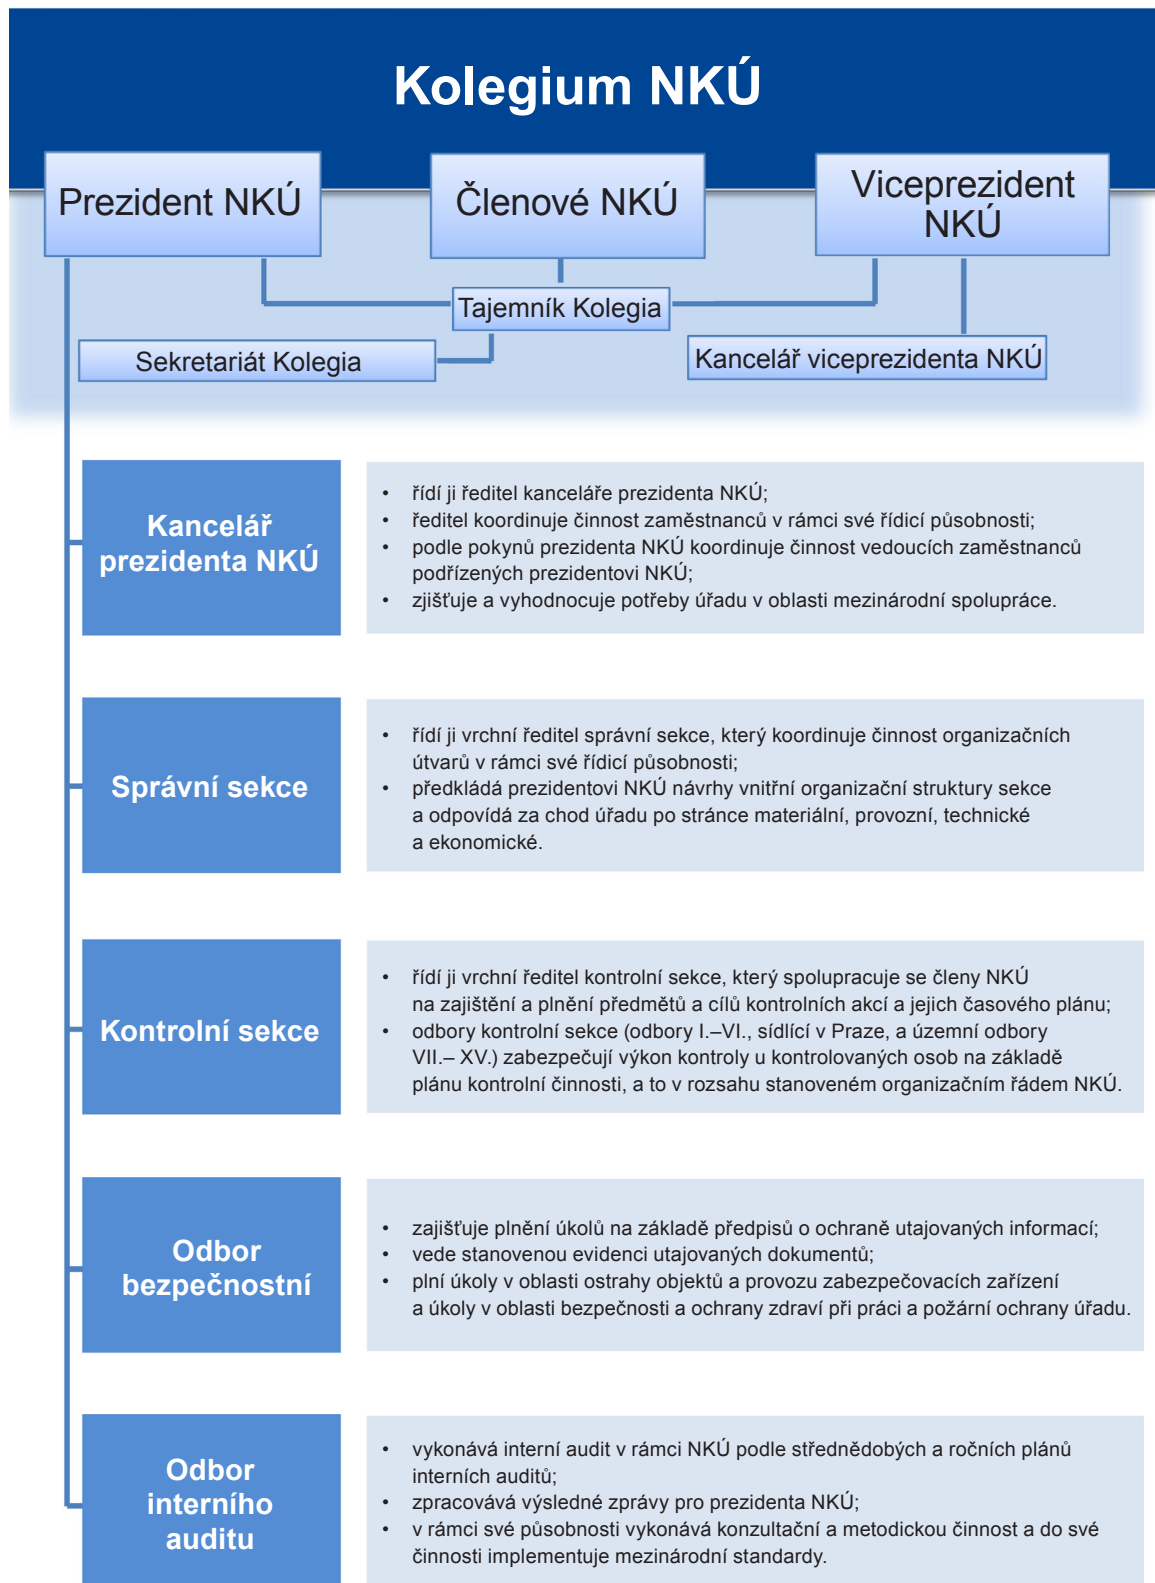 Kolegium NKÚ
Prezident NKÚ
Členové NKÚ
Viceprezident
NKÚ
Tajemník Kolegia
Sekretariát Kolegia
Kancelář viceprezidenta NKÚ
Kancelář
prezidenta NKÚ
• řídí ji ředitel kanceláře prezidenta NKÚ;
• ředitel koordinuje činnost zaměstnanců v rámci své řídicí působnosti;
• podle pokynů prezidenta NKÚ koordinuje činnost vedoucích zaměstnanců
podřízených prezidentovi NKÚ;
• zjišťuje a vyhodnocuje potřeby úřadu v oblasti mezinárodní spolupráce.
Správní sekce
• řídí ji vrchní ředitel správní sekce, který koordinuje činnost organizačních
útvarů v rámci své řídicí působnosti;
• předkládá prezidentovi NKÚ návrhy vnitřní organizační struktury sekce
a odpovídá za chod úřadu po stránce materiální, provozní, technické
a ekonomické.
Kontrolní sekce
• řídí ji vrchní ředitel kontrolní sekce, který spolupracuje se členy NKÚ
na zajištění a plnění předmětů a cílů kontrolních akcí a jejich časového plánu;
• odbory kontrolní sekce (odbory I.–VI., sídlící v Praze, a územní odbory
VII.– XV.) zabezpečují výkon kontroly u kontrolovaných osob na základě
plánu kontrolní činnosti, a to v rozsahu stanoveném organizačním řádem NKÚ.
Odbor
bezpečnostní
• zajišťuje plnění úkolů na základě předpisů o ochraně utajovaných informací;
• vede stanovenou evidenci utajovaných dokumentů;
• plní úkoly v oblasti ostrahy objektů a provozu zabezpečovacích zařízení
a úkoly v oblasti bezpečnosti a ochrany zdraví při práci a požární ochrany úřadu.
Odbor
interního
auditu
• vykonává interní audit v rámci NKÚ podle střednědobých a ročních plánů
interních auditů;
• zpracovává výsledné zprávy pro prezidenta NKÚ;
• v rámci své působnosti vykonává konzultační a metodickou činnost a do své
činnosti implementuje mezinárodní standardy.